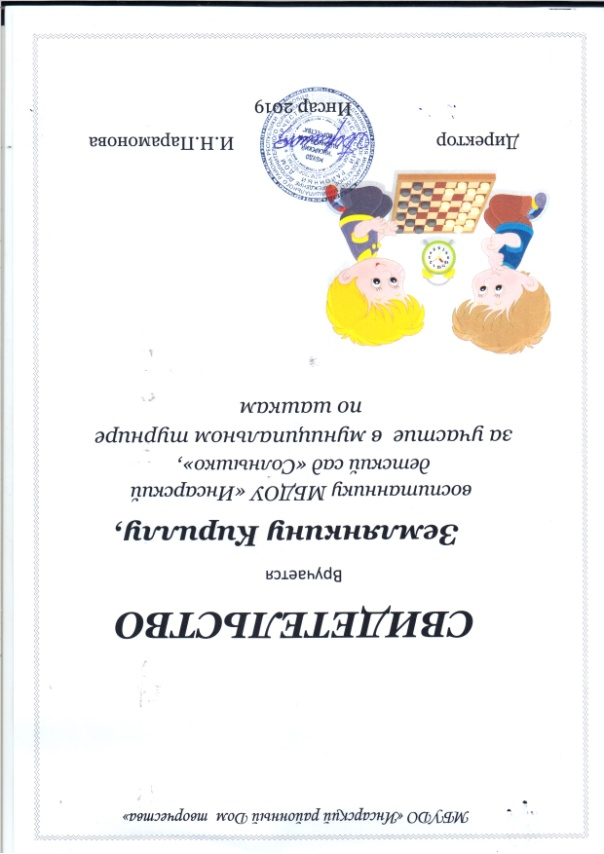 МБУДО «Инсарский районный Дом творчества»
СВИДЕТЕЛЬСТВО
Вручается
Землянкину Кириллу,
воспитаннику МБДОУ «Инсарский
детский сад «Солнышко»,
за участие в муниципальном турнире
по шашкам
Директор И.Н.Парамонова
Инсар 2019